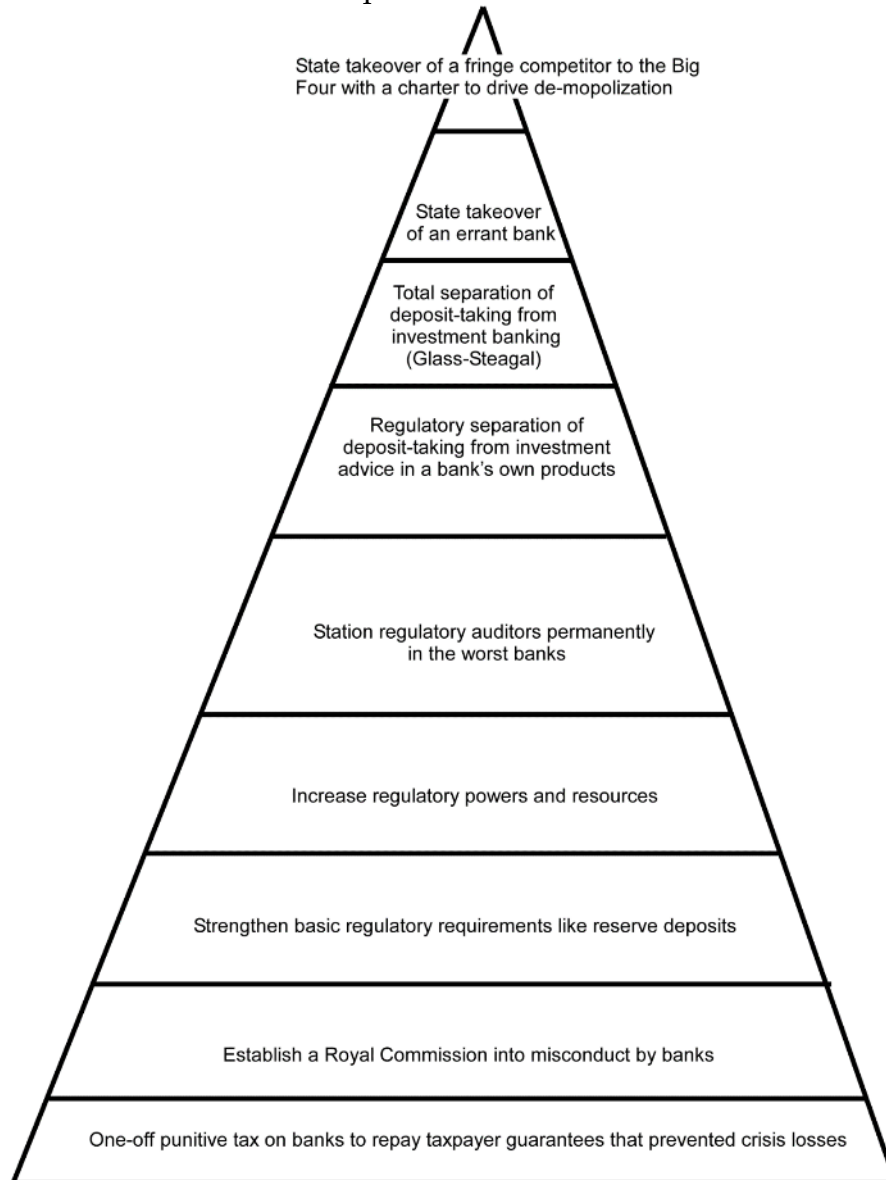 State takeover of a fringe competitor to the Big
Four with a charter to drive de-mopolization
State takeover
of an errant bank
Total separation of
deposit-taking from
investment banking
(Glass-Steagal)
Regulatory separation of
deposit-taking from investment
advice in a bank's own products
Station regulatory auditors permanently
in the worst banks
Increase regulatory powers and resources
Strengthen basic regulatory requirements like reserve deposits
Establish a Royal Commission into misconduct by banks
One-off punitive tax on banks to repay taxpayer guarantees that prevented crisis losses